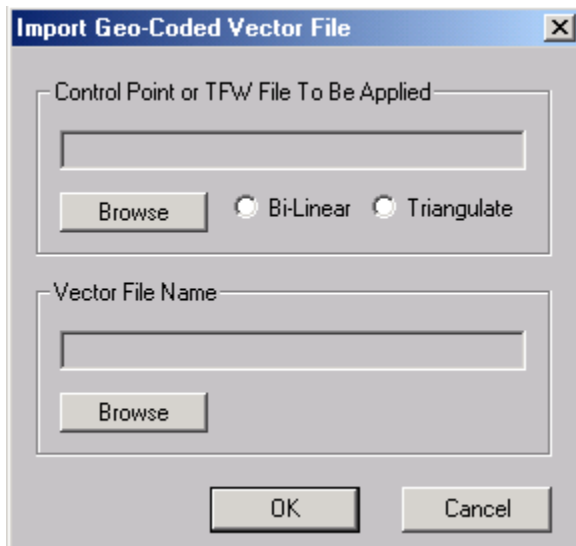 Import Geo-Coded Vector File
Control Point or TFW File To Be Applied
Browse Bi-Linear Triangulate
Vector File Name
Browse
OK Cancel